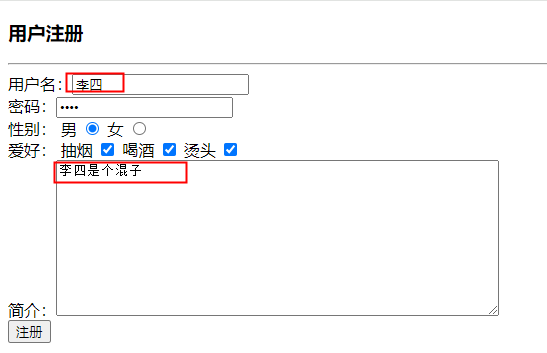 用户注册
用户名: 李四
密码: ••••
性别: 男 女
爱好: 抽烟 喝酒 烫头
李四是个混子
简介:
注册